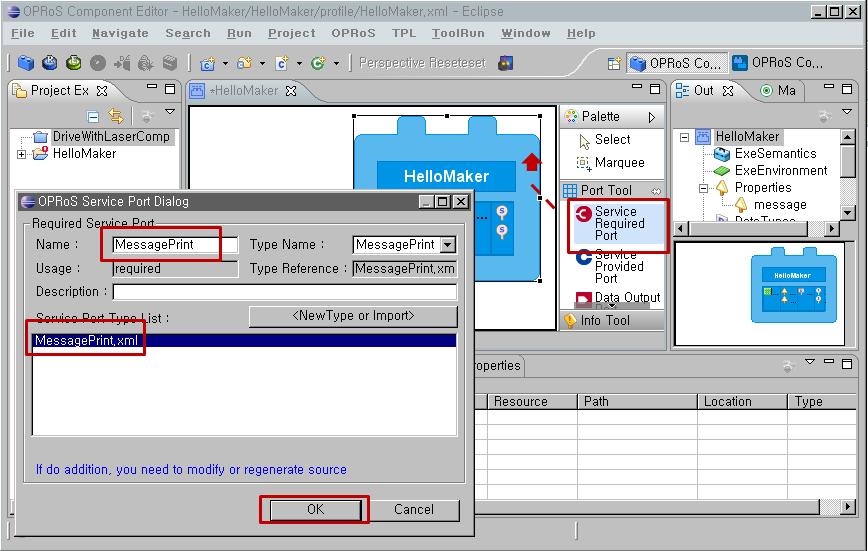 OPRoS Component Editor - HelloMaker/HelloMaker/profile/HelloMaker,xml - Eclipse
File Edit Navigate Search Run Project OPRoS TPL ToolRun Window Help
Perspective Reseteset
OPRoS Co...
OPRoS Co...
Project Ex
DriveWithLaserComp
HelloMaker
*HelloMaker
HelloMaker
...
S
S
Palette
Select
Marquee
Port Tool
Service
Required
Port
Service
Provided
Port
Data Output
Info Tool
Out
Ma
HelloMaker
ExeSemantics
ExeEnvironment
Properties
message
DataTypes
HelloMaker
OPRoS Service Port Dialog
Required Service Port
Name :
MessagePrint
Type Name :
MessagePrint
Usage :
required
Type Reference :
MessagePrint,xm
Description :
Service Port Type List :
<NewType or Import>
MessagePrint,xml
If do addition, you need to modify or regenerate source
OK
Cancel
roperties
Resource
Path
Location
Type